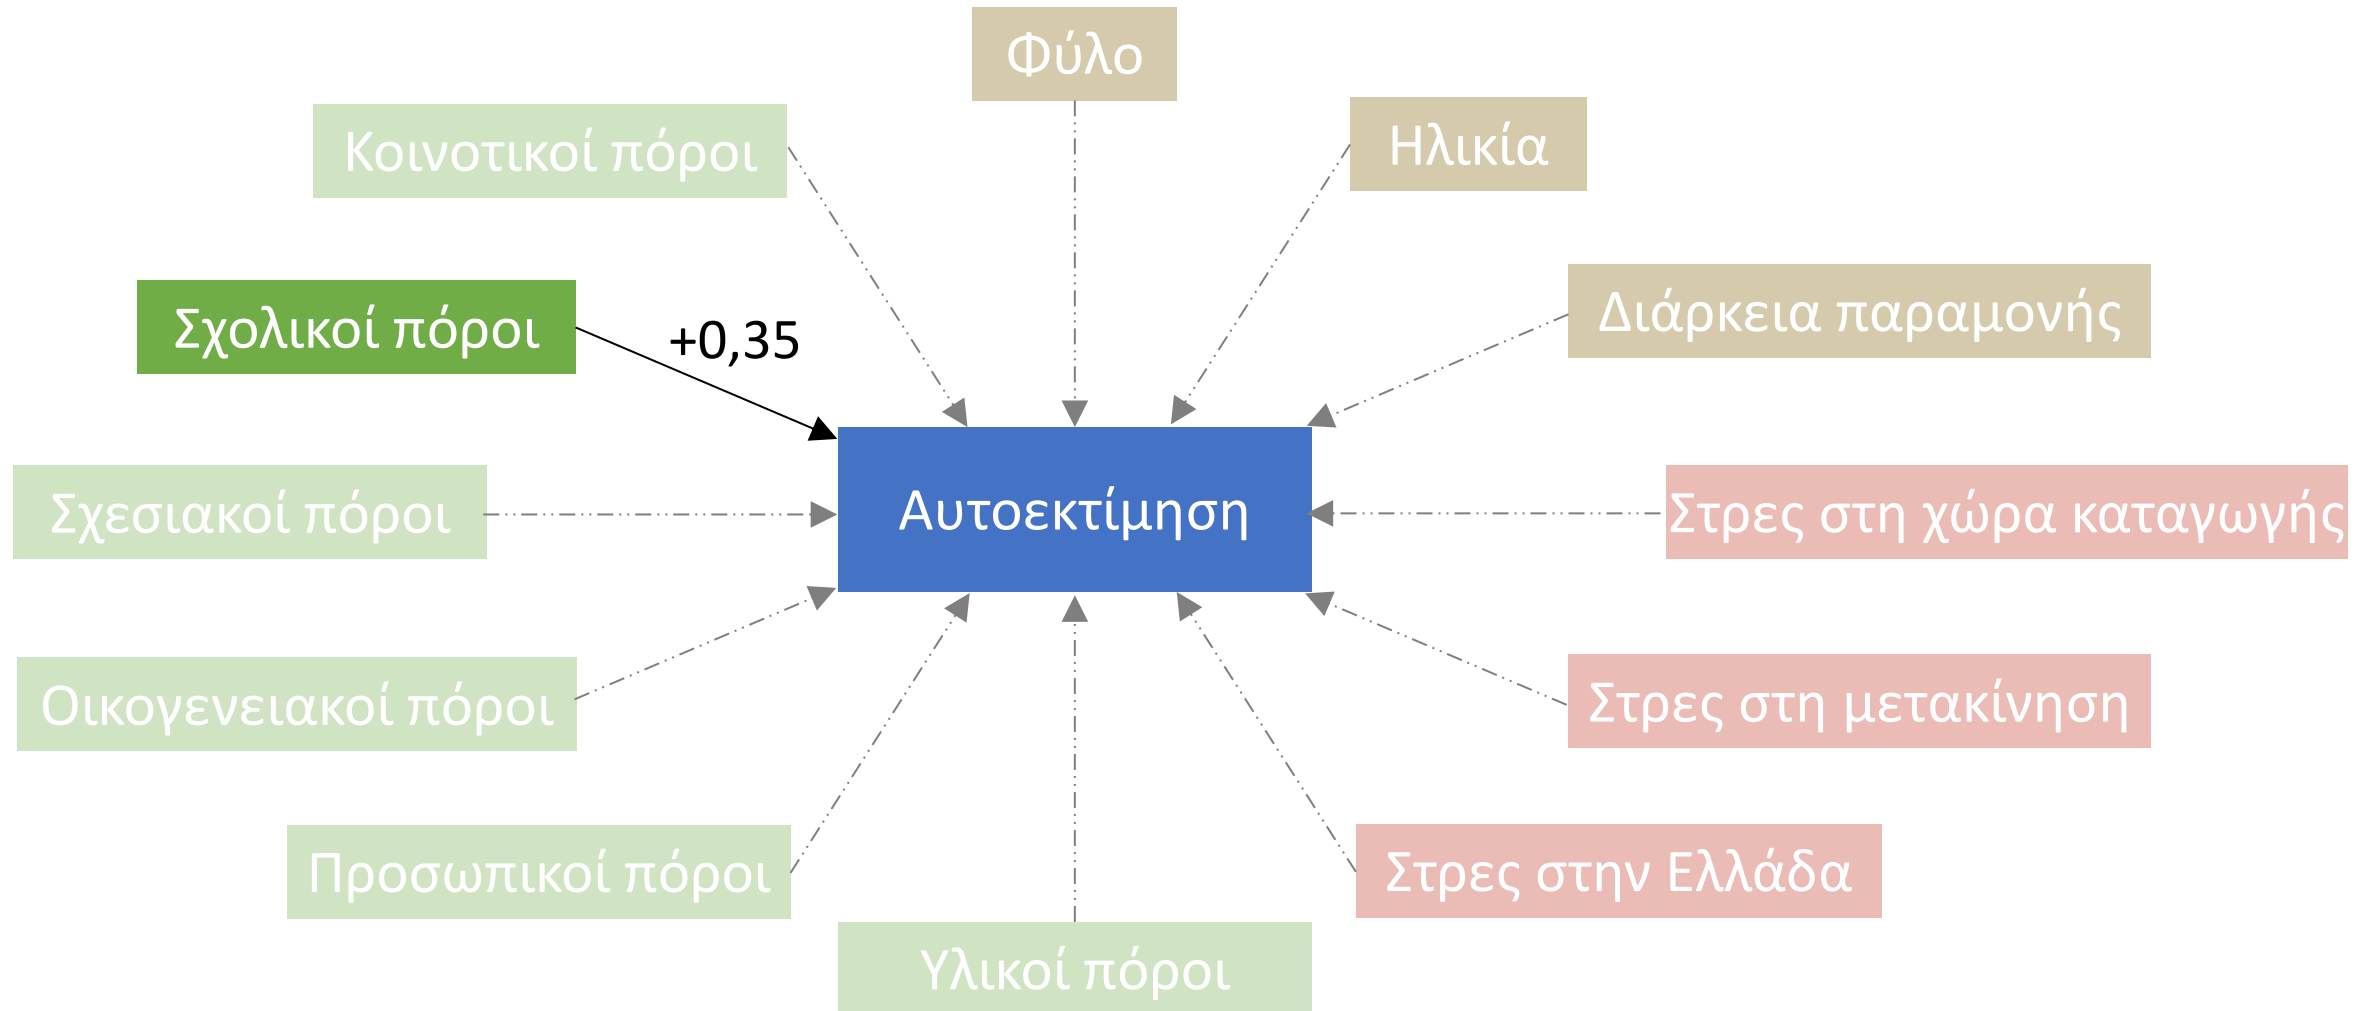 Φύλο
Κοινοτικοί πόροι
Ηλικία
Σχολικοί πόροι
+0,35
Διάρκεια παραμονής
Σχεσιακοί πόροι
Αυτοεκτίμηση
Στρες στη χώρα καταγωγής
Οικογενειακοί πόροι
Στρες στη μετακίνηση
Προσωπικοί πόροι
Στρες στην Ελλάδα
Υλικοί πόροι